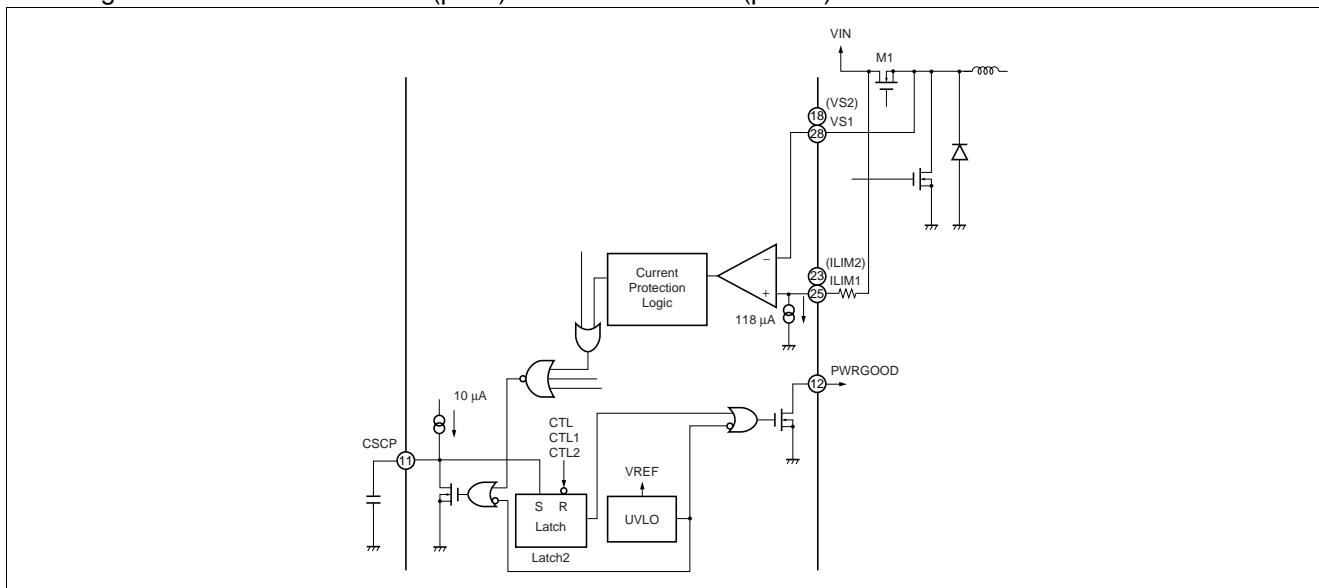 VIN
M1
(VS2)
18
VS1
28
(ILIM2)
23
ILIM1
25
Current
Protection
Logic
−
+
118 μA
PWRGOOD
12
10 μA
CTL
CTL1
CTL2
CSCP
11
VREF
S R
Latch
UVLO
Latch2